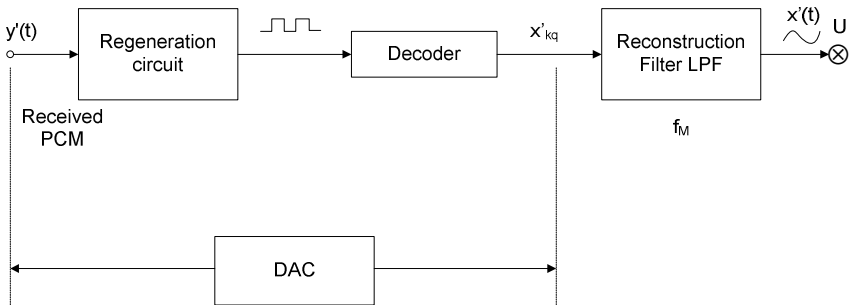 y'(t)
Regeneration
circuit
Decoder
x'kq
Reconstruction
Filter LPF
x'(t)
U
Received
PCM
fM
DAC